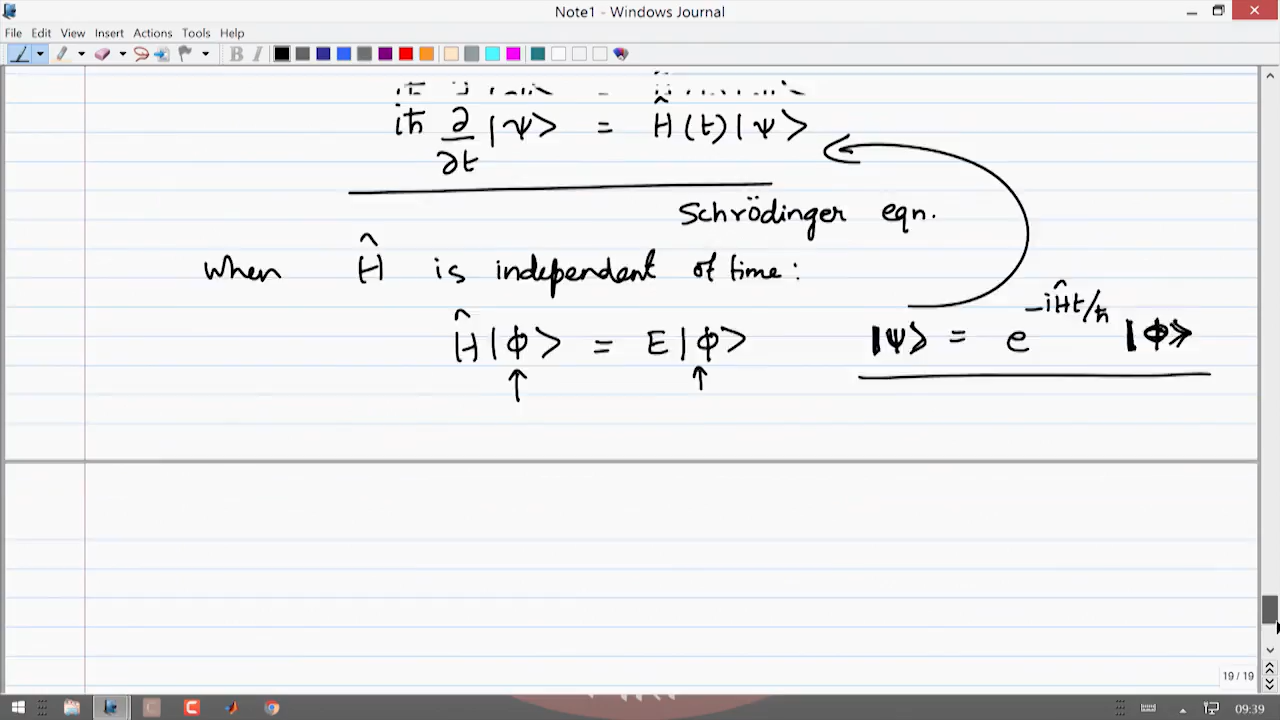 Note1 - Windows Journal
File Edit View Insert Actions Tools Help
B I
iħ ∂/∂t |ψ> = Ĥ(t)|ψ>
Schrödinger eqn.
when Ĥ is independent of time:
Ĥ|Φ> = E|Φ> |Ψ> = e^{-iĤt/ħ} |Φ>
19 / 19
09:39